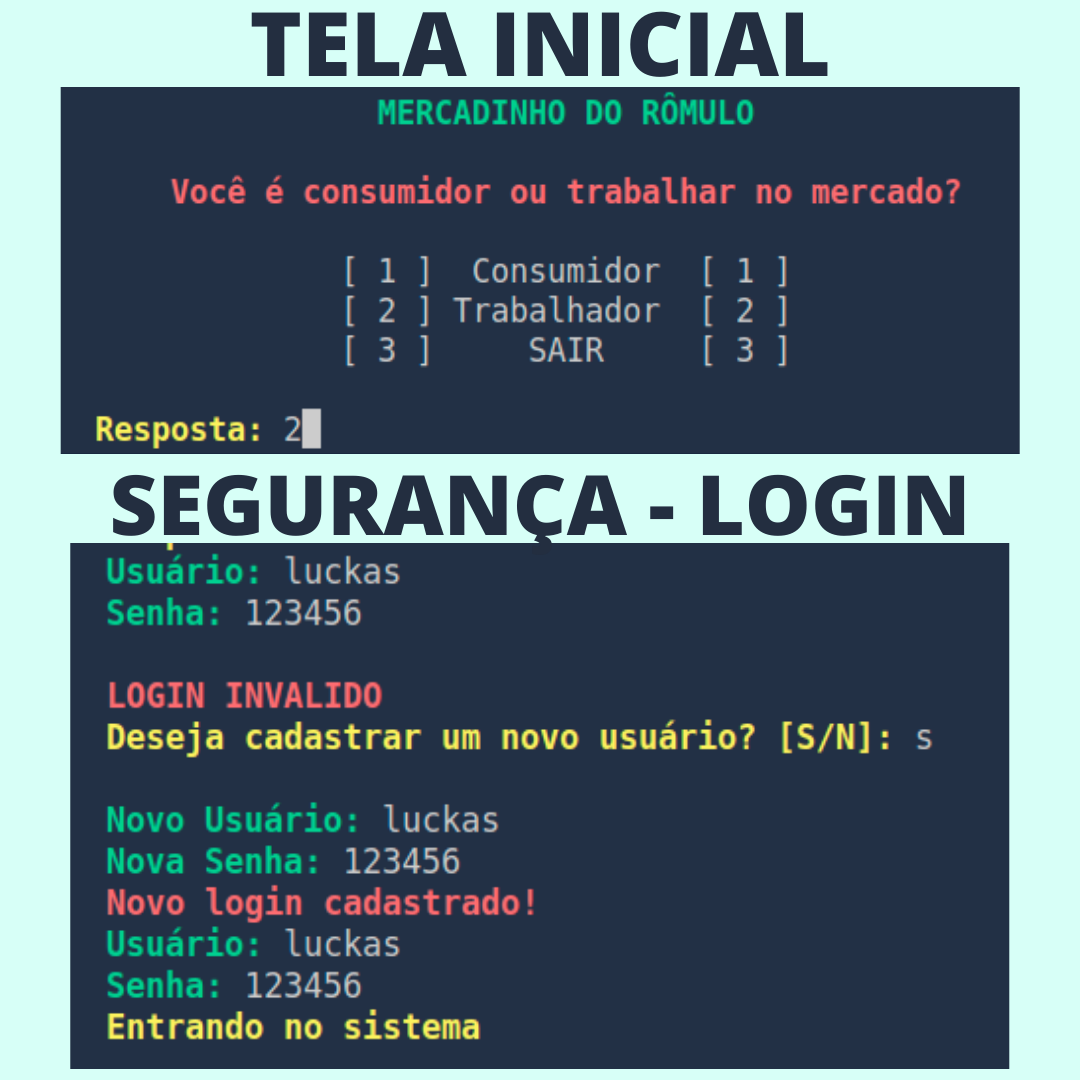 TELA INICIAL
MERCADINHO DO RÔMULO
Você é consumidor ou trabalhar no mercado?
[ 1 ] Consumidor [ 1 ]
[ 2 ] Trabalhador [ 2 ]
[ 3 ] SAIR [ 3 ]
Resposta: 2
SEGURANÇA - LOGIN
Usuário: luckas
Senha: 123456
LOGIN INVALIDO
Deseja cadastrar um novo usuário? [S/N]: s
Novo Usuário: luckas
Nova Senha: 123456
Novo login cadastrado!
Usuário: luckas
Senha: 123456
Entrando no sistema